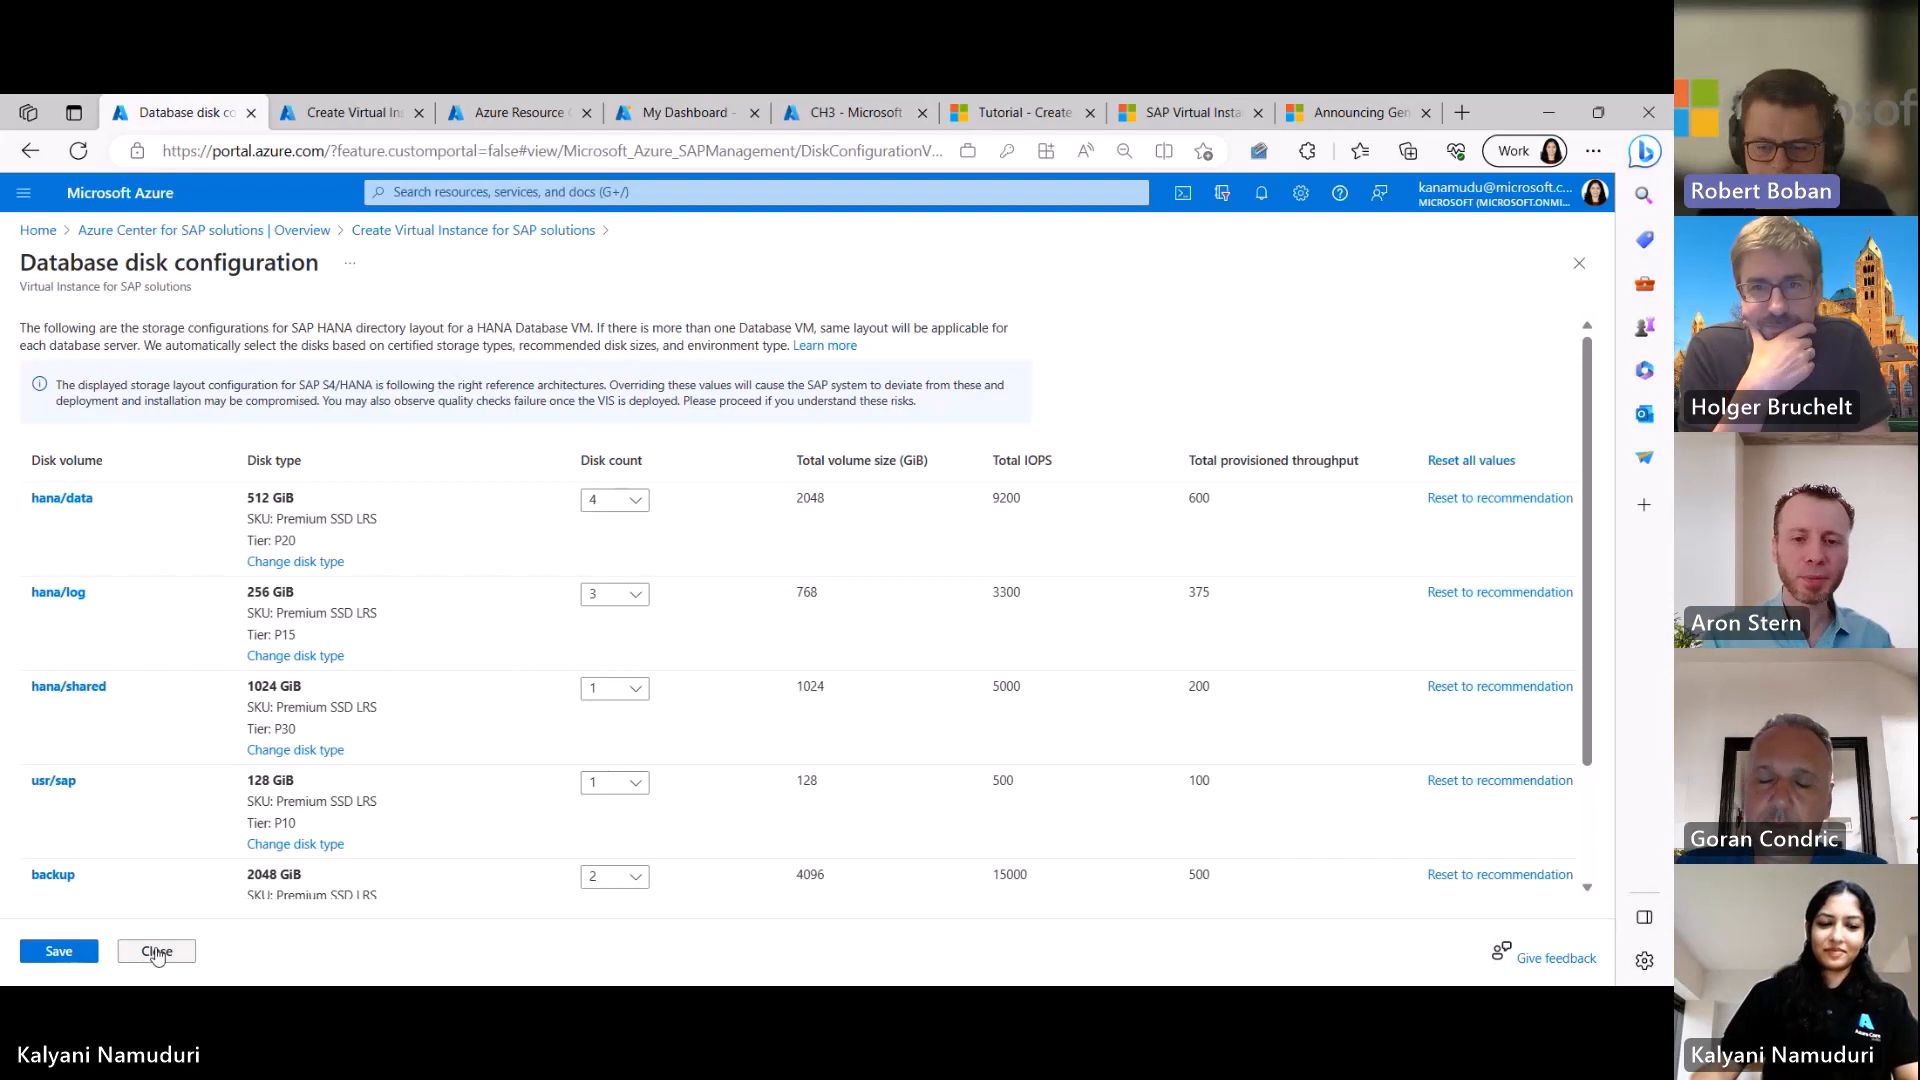 Database disk co
Create Virtual In
Azure Resource
My Dashboard -
CH3 - Microsoft
Tutorial - Create
SAP Virtual Insta
Announcing Gen
https://portal.azure.com/?feature.customportal=false#view/Microsoft_Azure_SAPManagement/DiskConfigurationV...
Work
Microsoft Azure
Search resources, services, and docs (G+/)
kanamudu@microsoft.c...
MICROSOFT (MICROSOFT.ONMI...
Home > Azure Center for SAP solutions | Overview > Create Virtual Instance for SAP solutions >
Database disk configuration ...
Virtual Instance for SAP solutions
The following are the storage configurations for SAP HANA directory layout for a HANA Database VM. If there is more than one Database VM, same layout will be applicable for
each database server. We automatically select the disks based on certified storage types, recommended disk sizes, and environment type. Learn more
The displayed storage layout configuration for SAP S4/HANA is following the right reference architectures. Overriding these values will cause the SAP system to deviate from these and
deployment and installation may be compromised. You may also observe quality checks failure once the VIS is deployed. Please proceed if you understand these risks.
Disk volume Disk type Disk count Total volume size (GiB) Total IOPS Total provisioned throughput Reset all values
hana/data 512 GiB 4 2048 9200 600 Reset to recommendation
SKU: Premium SSD LRS
Tier: P20
Change disk type
hana/log 256 GiB 3 768 3300 375 Reset to recommendation
SKU: Premium SSD LRS
Tier: P15
Change disk type
hana/shared 1024 GiB 1 1024 5000 200 Reset to recommendation
SKU: Premium SSD LRS
Tier: P30
Change disk type
usr/sap 128 GiB 1 128 500 100 Reset to recommendation
SKU: Premium SSD LRS
Tier: P10
Change disk type
backup 2048 GiB 2 4096 15000 500 Reset to recommendation
SKU: Premium SSD LRS
Save
Close
Give feedback
Kalyani Namuduri
Robert Boban
Holger Bruchelt
Aron Stern
Goran Condric
Kalyani Namuduri